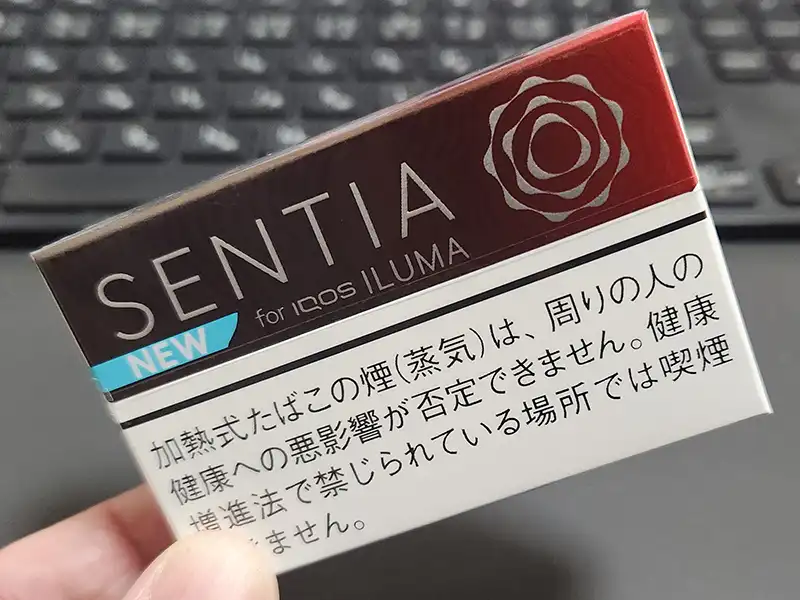 SENTIA
for IQOS ILUMA
NEW
加熱式たばこの煙(蒸気)は、周りの人の
健康への悪影響が否定できません。健康
増進法で禁じられている場所では喫煙
きません。